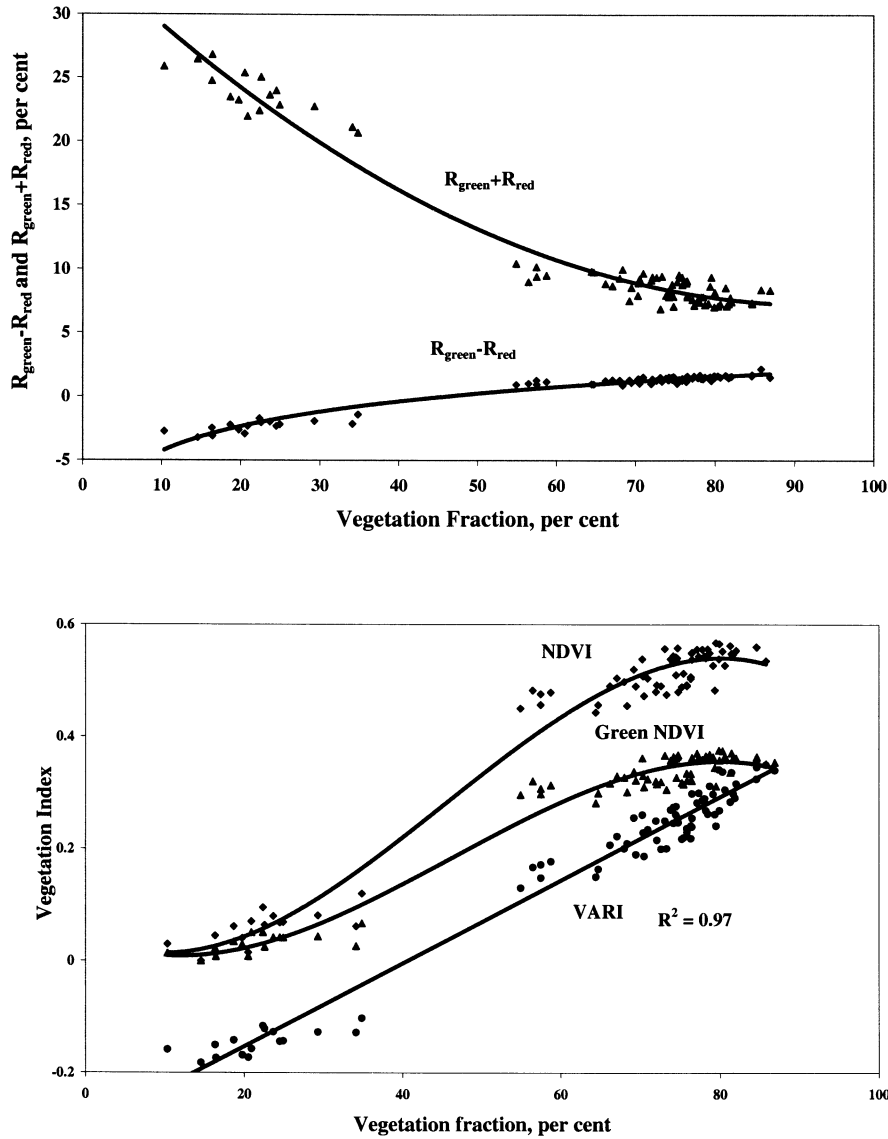 R_green-R_red and R_green+R_red, per cent
30
25
20
15
10
5
0
-5
R_green+R_red
R_green-R_red
0 10 20 30 40 50 60 70 80 90 100
Vegetation Fraction, per cent
Vegetation Index
0.6
0.4
0.2
0
-0.2
NDVI
Green NDVI
VARI
R² = 0.97
0 20 40 60 80 100
Vegetation fraction, per cent